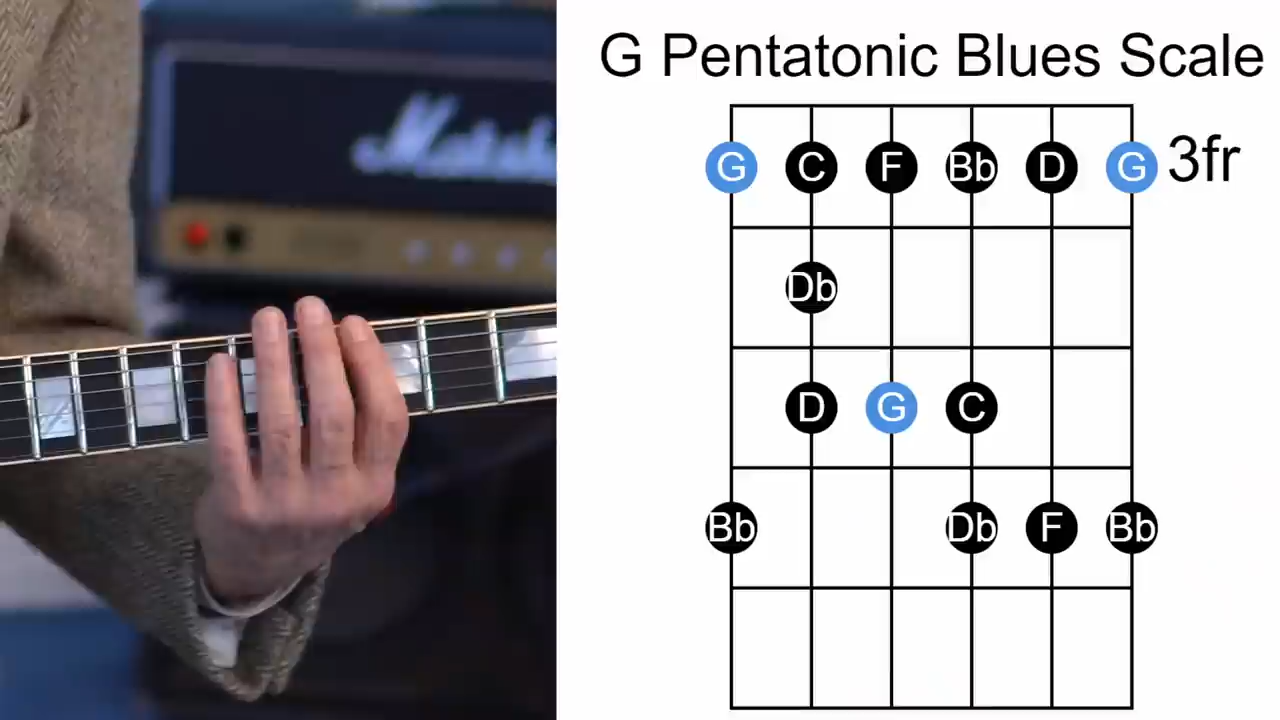 G Pentatonic Blues Scale
G C F Bb D G 3fr
Db
D G C
Bb Db F Bb